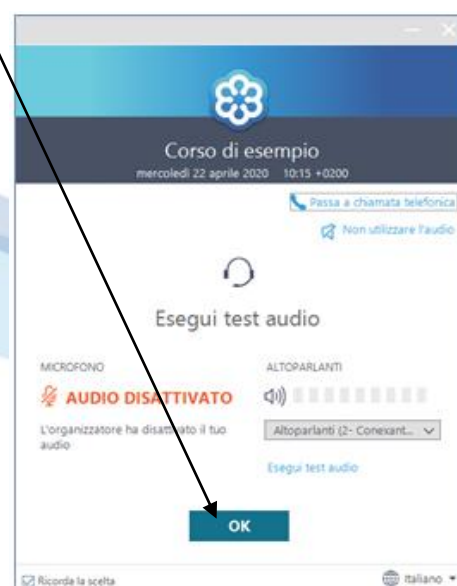 Corso di esempio
mercoledì 22 aprile 2020 10:15 +0200
Passa a chiamata telefonica
Non utilizzare l'audio
Esegui test audio
MICROFONO
AUDIO DISATTIVATO
L'organizzatore ha disattivato il tuo
audio
ALTOPARLANTI
Altoparlanti (2- Conexant...
Esegui test audio
OK
Ricorda la scelta
Italiano